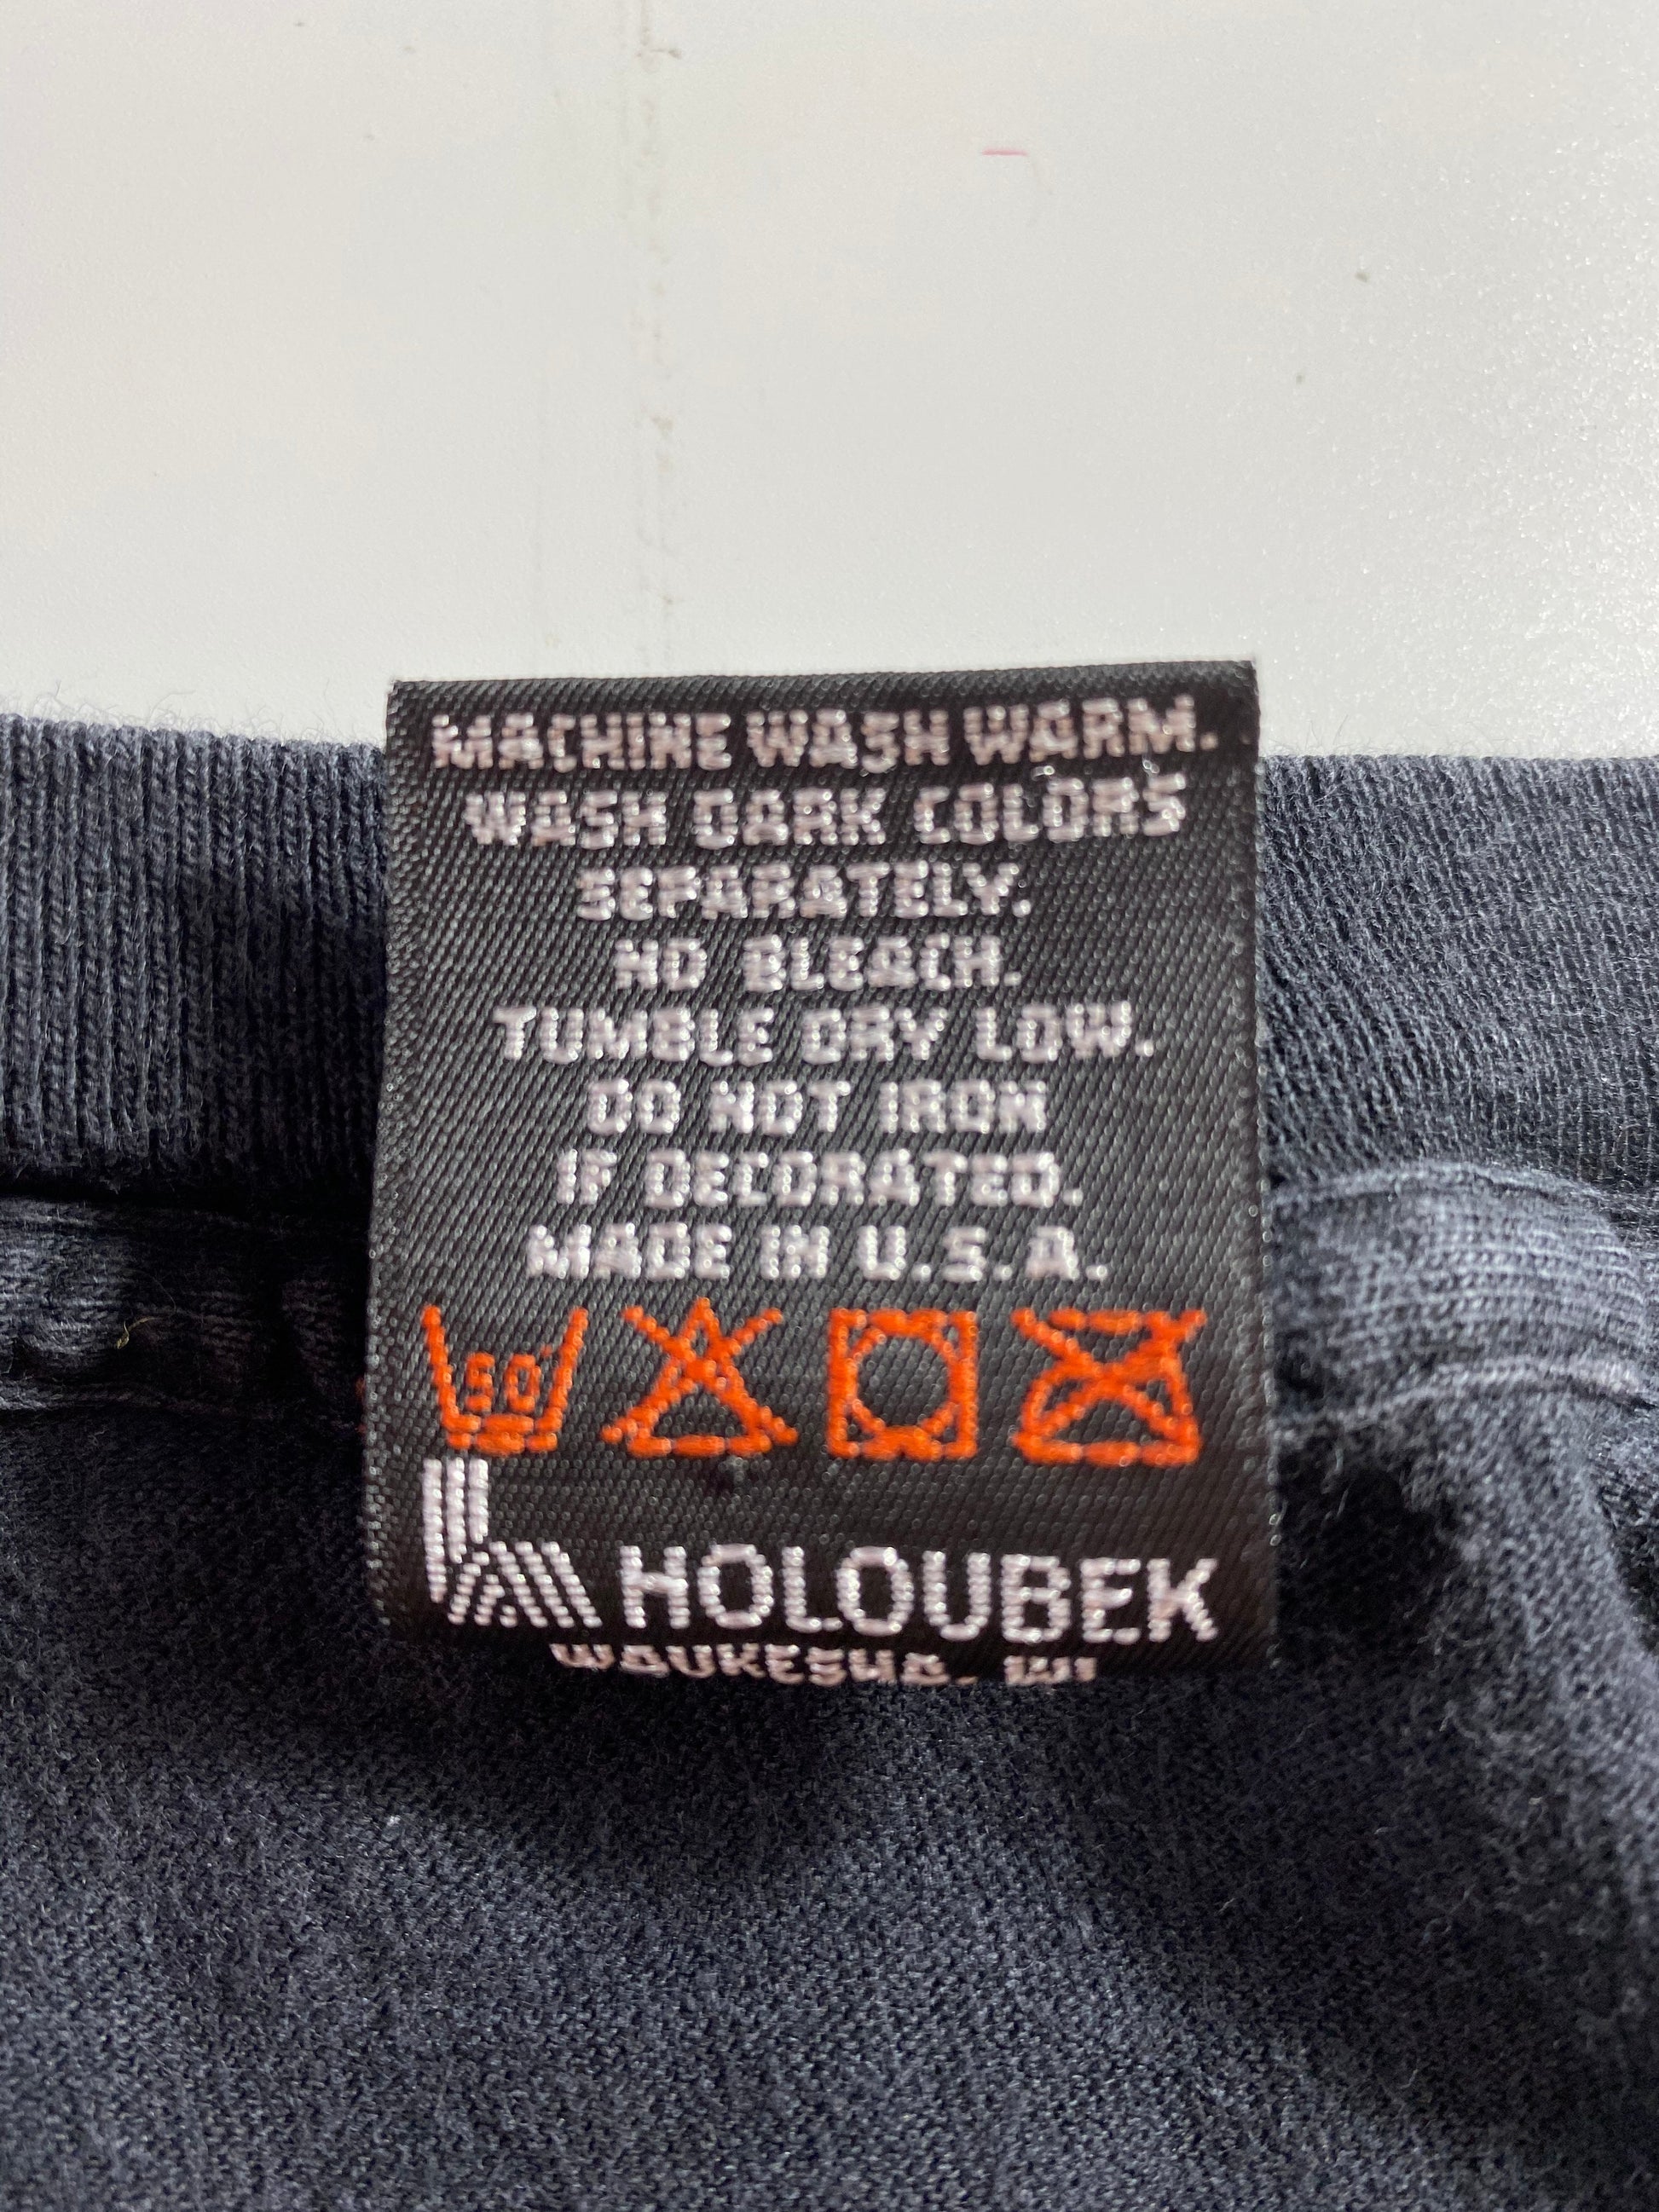 MACHINE WASH WARM.
WASH DARK COLORS
SEPARATELY.
NO BLEACH.
TUMBLE DRY LOW.
DO NOT IRON
IF DECORATED.
MADE IN U.S.A.
50°
HOLOUBEK
WAUKESHA, WI